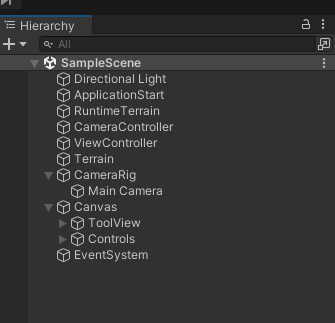 Hierarchy
All
SampleScene
Directional Light
ApplicationStart
RuntimeTerrain
CameraController
ViewController
Terrain
CameraRig
Main Camera
Canvas
ToolView
Controls
EventSystem